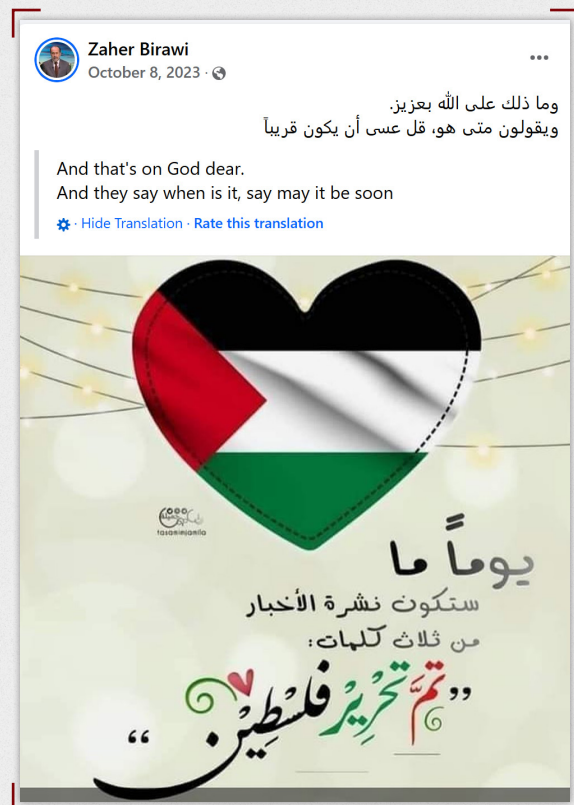 Zaher Birawi
October 8, 2023 ·
وما ذلك على الله بعزيز.
ويقولون متى هو، قل عسى أن يكون قريباً
And that's on God dear.
And they say when is it, say may it be soon
· Hide Translation · Rate this translation
tasaminjamila
يوماً ما
ستكون نشرة الأخبار
من ثلاث كلمات:
”تمَّ تَحْرِيْرُ فِلَسْطِيْن“